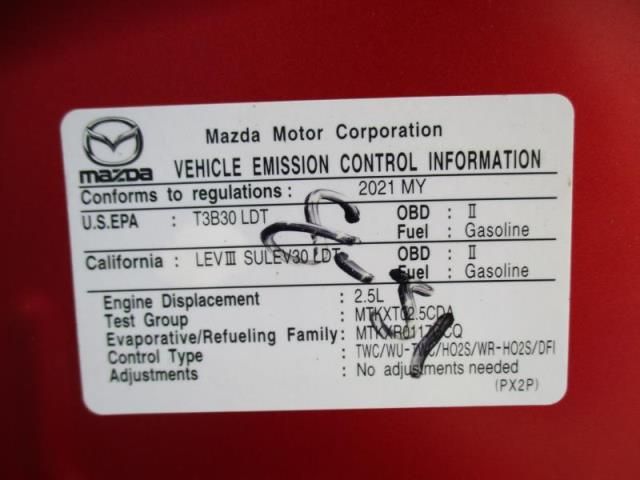 Mazda Motor Corporation
mazda
VEHICLE EMISSION CONTROL INFORMATION
Conforms to regulations : 2021 MY
U.S.EPA : T3B30 LDT OBD : II
Fuel : Gasoline
California : LEVIII SULEV30 LDT OBD : II
Fuel : Gasoline
Engine Displacement : 2.5L
Test Group : MTKXT02.5CDA
Evaporative/Refueling Family:
Control Type : TWC/WU-TWC/HO2S/WR-HO2S/DFI
Adjustments : No adjustments needed
(PX2P)